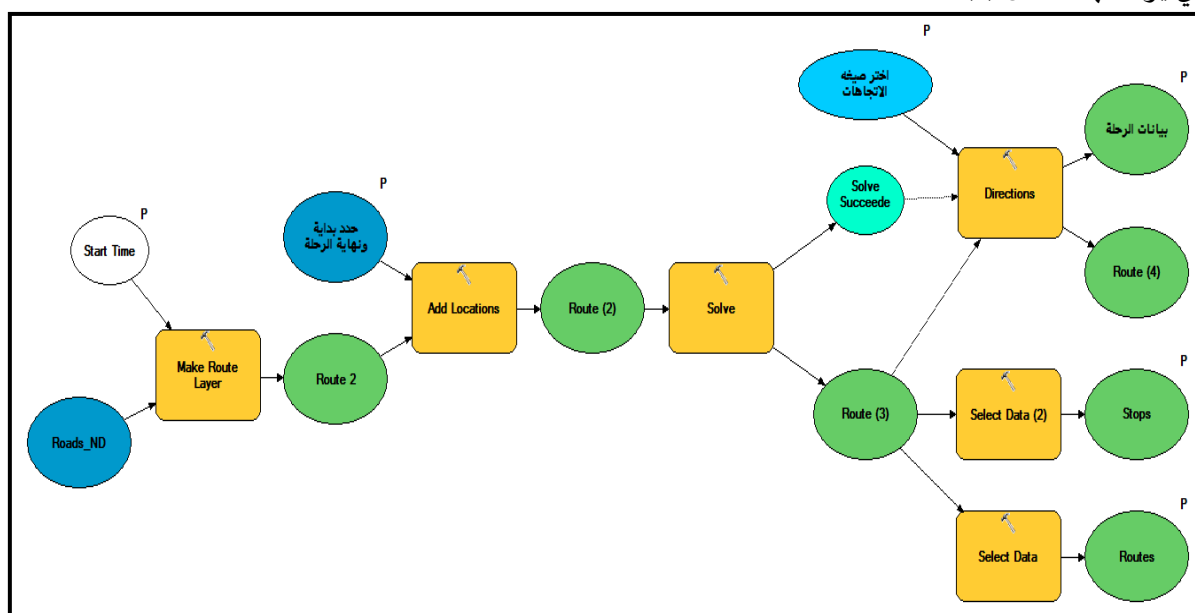 P
اختر صيغه
الاتجاهات
P
بيانات الرحلة
Directions
P
حدد بداية
ونهاية الرحلة
Solve
Succeede
P
Start Time
Route (4)
Add Locations
Route (2)
Solve
Make Route
Layer
Route 2
P
Roads_ND
Route (3)
Select Data (2)
Stops
P
Select Data
Routes